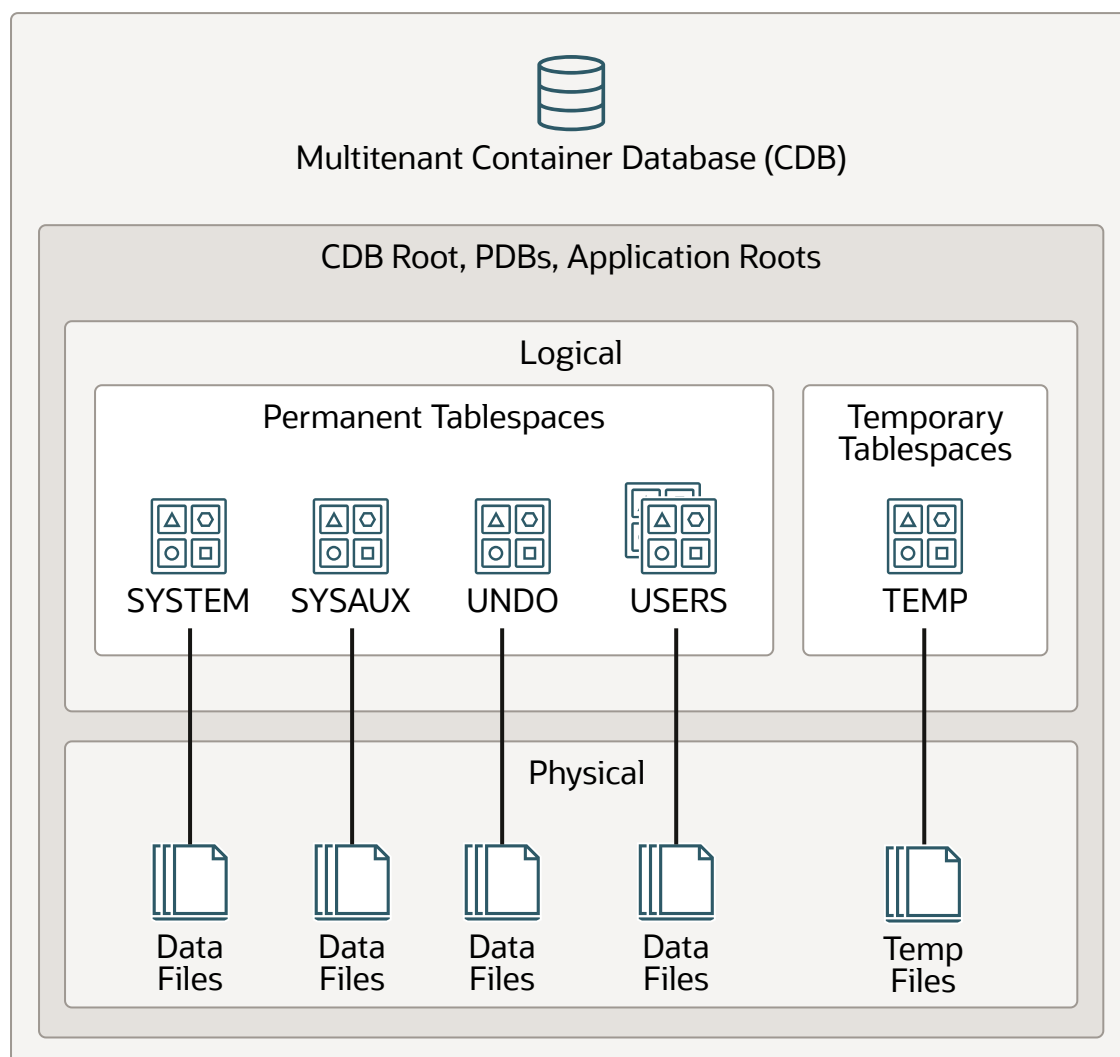 Multitenant Container Database (CDB)
CDB Root, PDBs, Application Roots
Logical
Permanent Tablespaces
Temporary
Tablespaces
SYSTEM
SYSAUX
UNDO
USERS
TEMP
Physical
Data
Files
Data
Files
Data
Files
Data
Files
Temp
Files